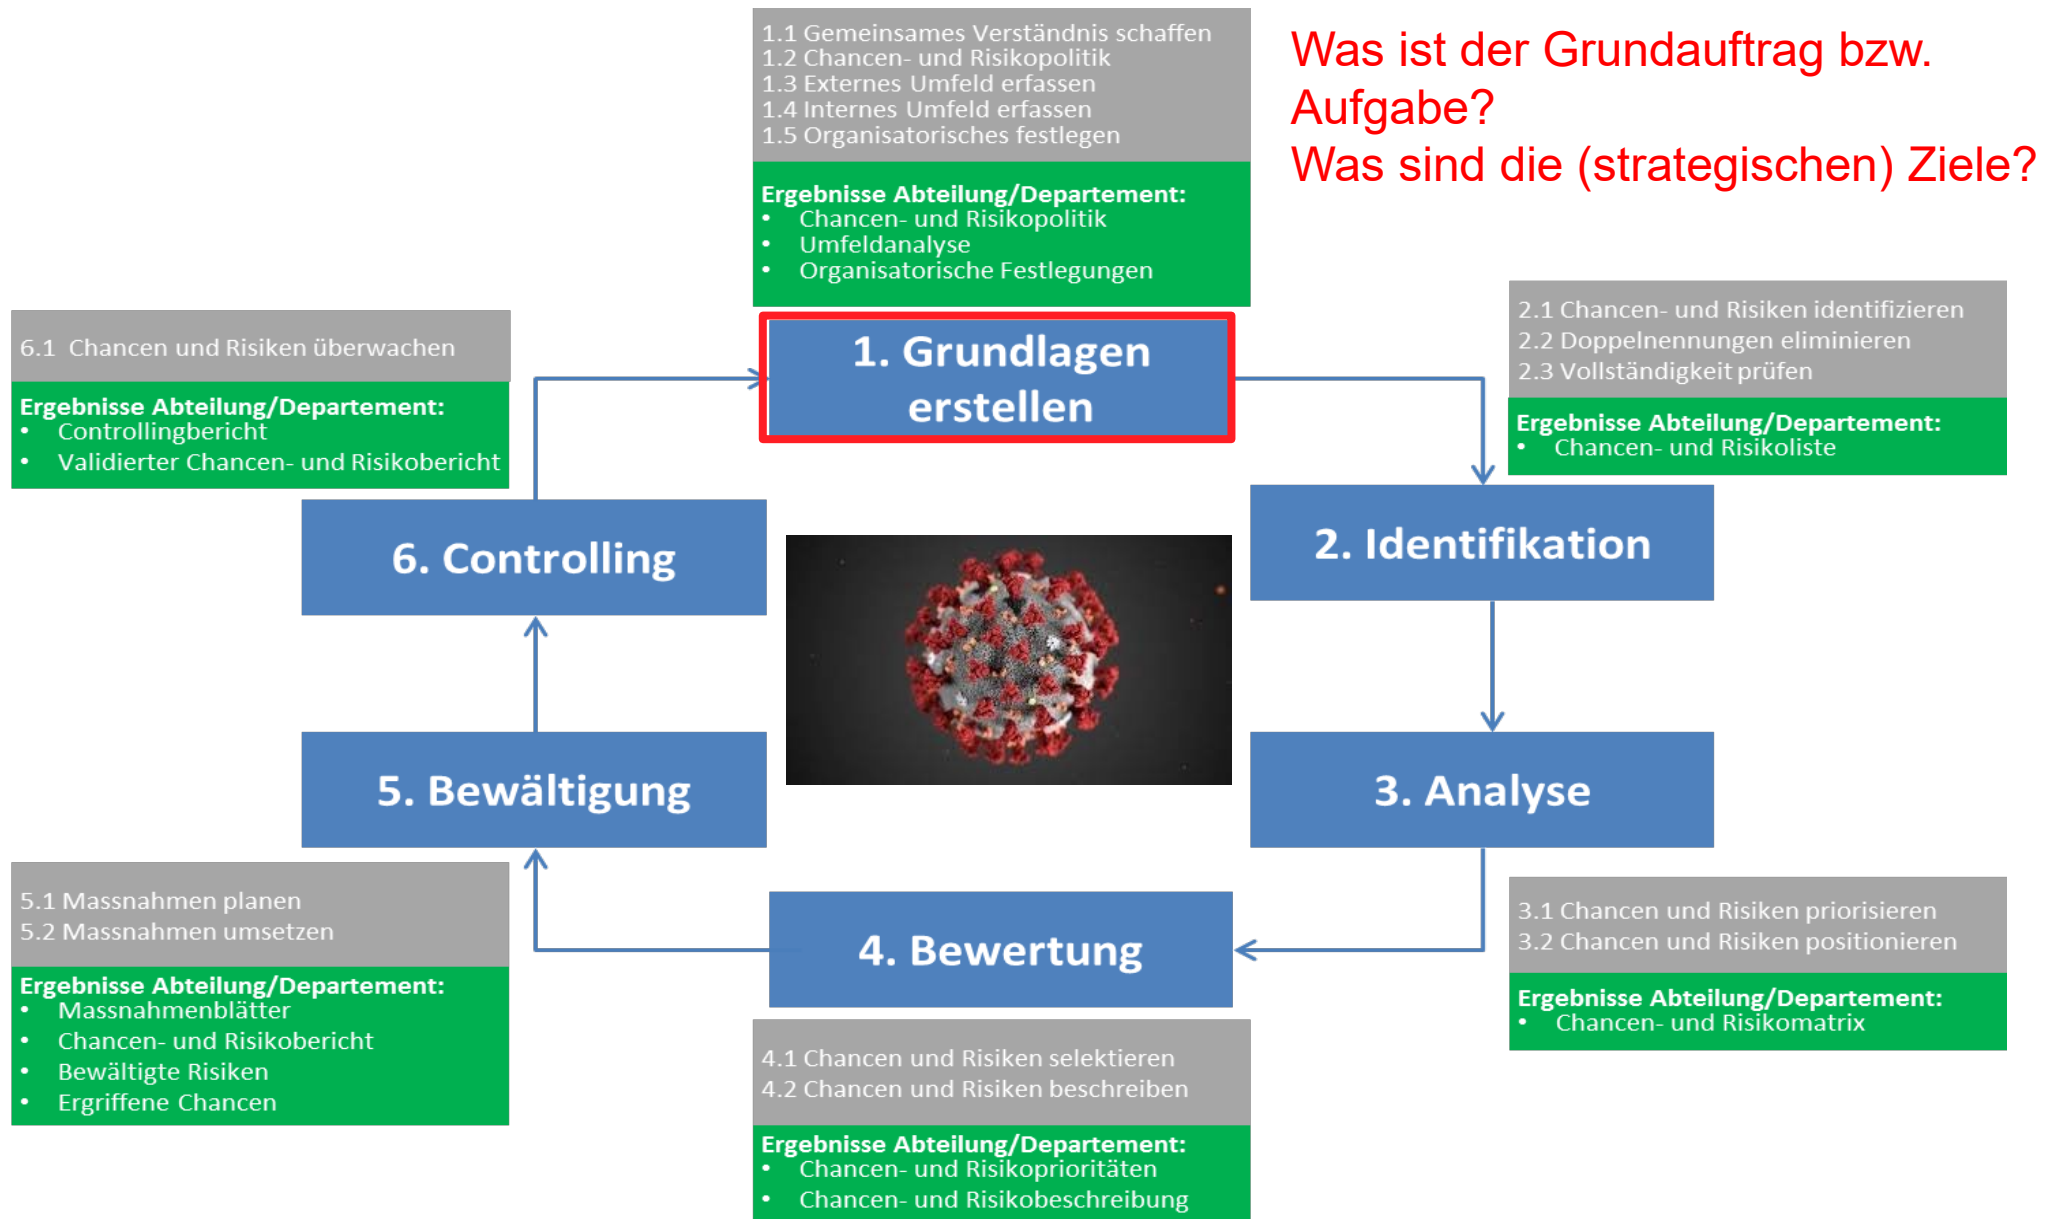 1.1 Gemeinsames Verständnis schaffen
1.2 Chancen- und Risikopolitik
1.3 Externes Umfeld erfassen
1.4 Internes Umfeld erfassen
1.5 Organisatorisches festlegen
Ergebnisse Abteilung/Departement:
• Chancen- und Risikopolitik
• Umfeldanalyse
• Organisatorische Festlegungen
Was ist der Grundauftrag bzw.
Aufgabe?
Was sind die (strategischen) Ziele?
1. Grundlagen
erstellen
2.1 Chancen- und Risiken identifizieren
2.2 Doppelnennungen eliminieren
2.3 Vollständigkeit prüfen
Ergebnisse Abteilung/Departement:
• Chancen- und Risikoliste
2. Identifikation
3. Analyse
3.1 Chancen und Risiken priorisieren
3.2 Chancen und Risiken positionieren
Ergebnisse Abteilung/Departement:
• Chancen- und Risikomatrix
4. Bewertung
4.1 Chancen und Risiken selektieren
4.2 Chancen und Risiken beschreiben
Ergebnisse Abteilung/Departement:
• Chancen- und Risikoprioritäten
• Chancen- und Risikobeschreibung
5. Bewältigung
5.1 Massnahmen planen
5.2 Massnahmen umsetzen
Ergebnisse Abteilung/Departement:
• Massnahmenblätter
• Chancen- und Risikobericht
• Bewältigte Risiken
• Ergriffene Chancen
6.1 Chancen und Risiken überwachen
Ergebnisse Abteilung/Departement:
• Controllingbericht
• Validierter Chancen- und Risikobericht
6. Controlling